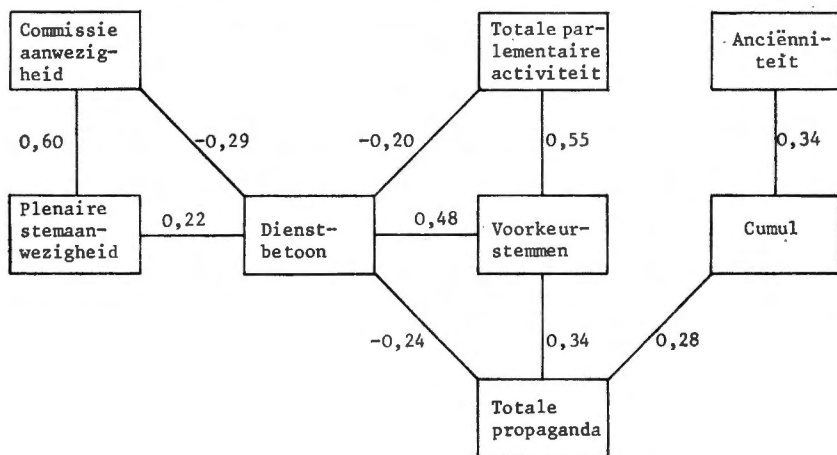 Commissie
aanwezig-
heid
Totale par-
lementaire
activiteit
Anciënni-
teit
0,60
-0,29
-0,20
0,55
0,34
Plenaire
stemaan-
wezigheid
0,22
Dienst-
betoon
0,48
Voorkeur-
stemmen
Cumul
-0,24
0,34
0,28
Totale
propaganda